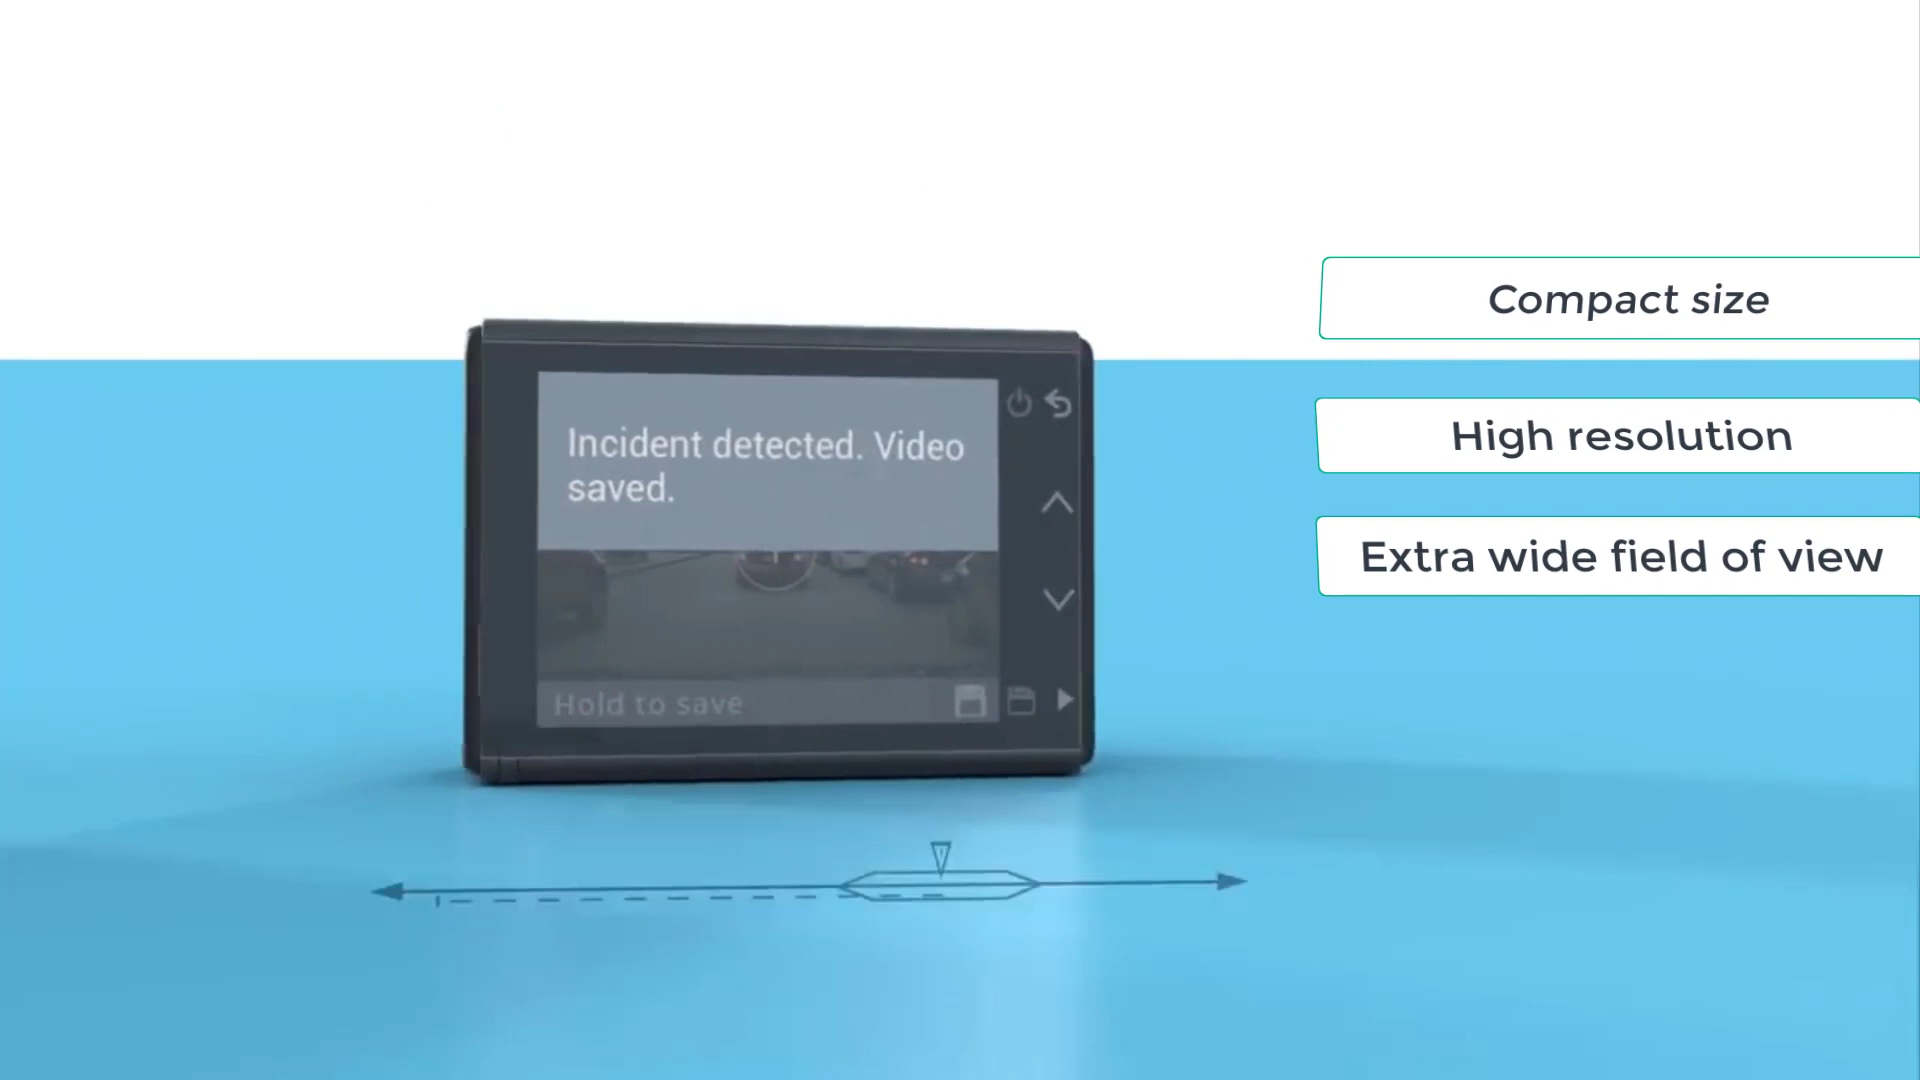 Compact size
High resolution
Extra wide field of view
Incident detected. Video
saved.
Hold to save